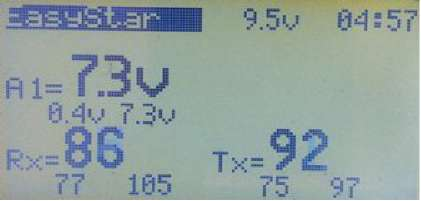 EasyStar 9.5v 04:57
A1=7.3v
0.4v 7.3v
Rx=86 Tx=92
77 105 75 97